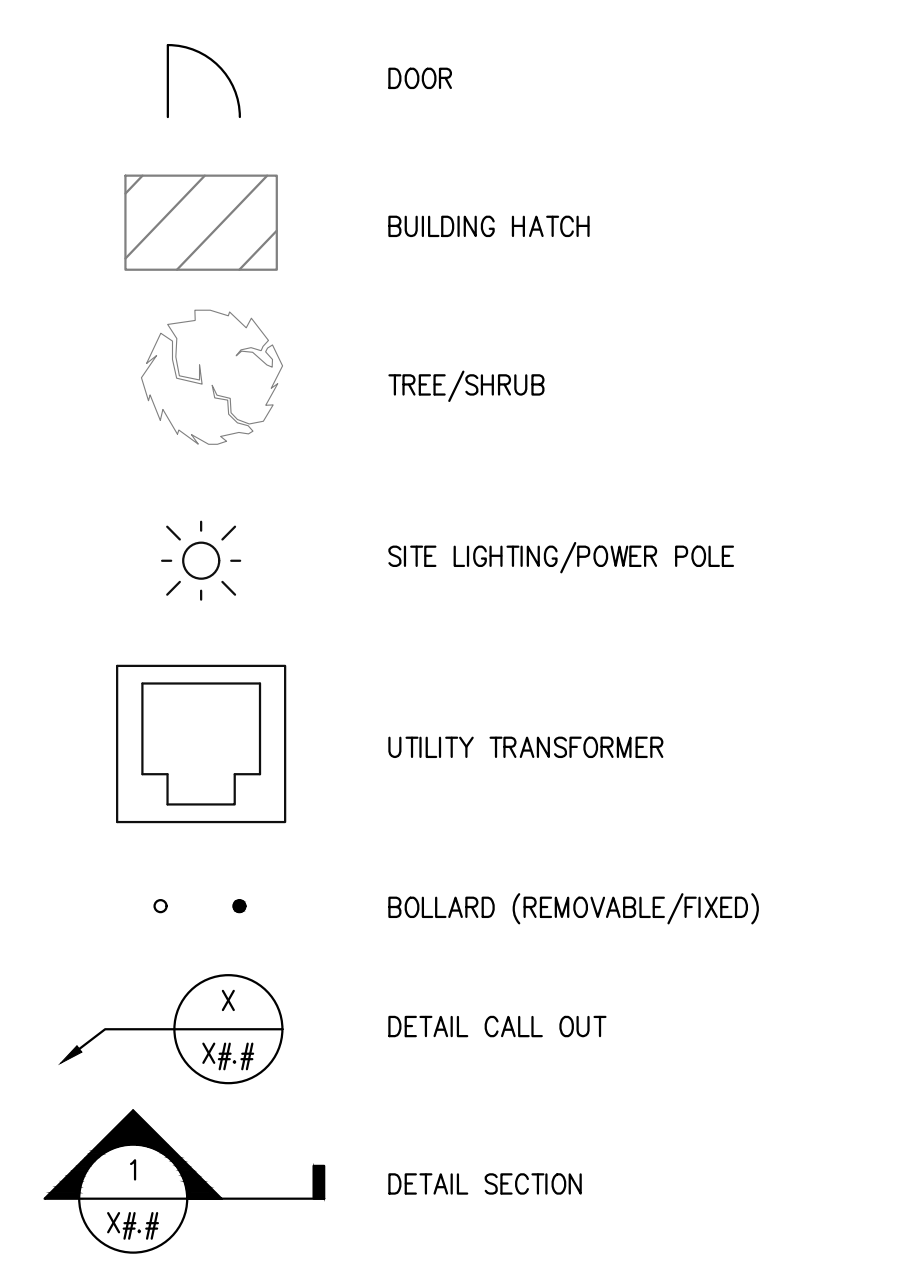 DOOR
BUILDING HATCH
TREE/SHRUB
SITE LIGHTING/POWER POLE
UTILITY TRANSFORMER
BOLLARD (REMOVABLE/FIXED)
X
X#.#
DETAIL CALL OUT
1
X#.#
DETAIL SECTION